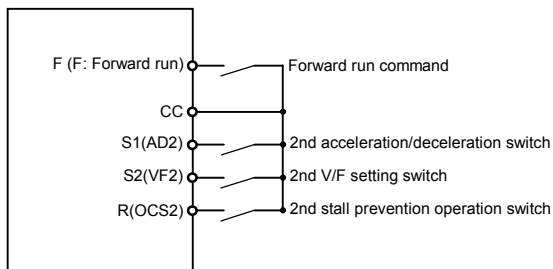 F (F: Forward run) Forward run command
CC
S1(AD2) 2nd acceleration/deceleration switch
S2(VF2) 2nd V/F setting switch
R(OCS2) 2nd stall prevention operation switch